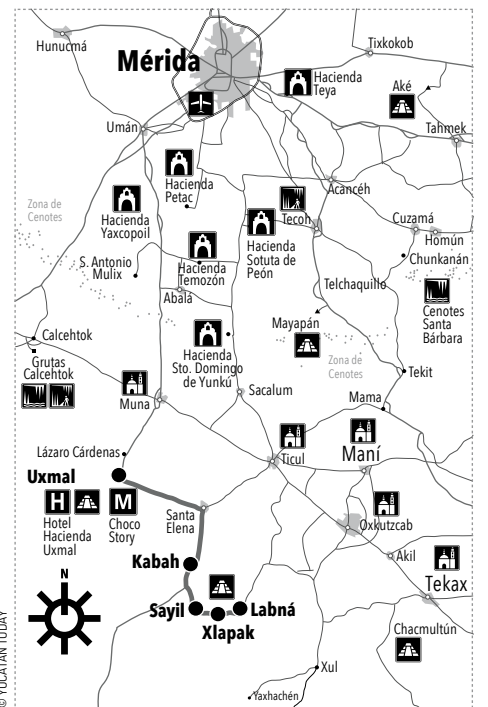 Hunucmá
Tixkokob
Mérida
Hacienda
Teya
Aké
Umán
Tahmek
Hacienda
Petac
Acancéh
Zona de
Cenotes
Hacienda
Yaxcopoil
Tecoh
Cuzamá
Homún
Hacienda
Sotuta de
Peón
S. Antonio
Mulix
Hacienda
Temozón
Chunkanán
Telchaquillo
Abalá
Cenotes
Santa
Bárbara
Mayapán
Calcehtok
Hacienda
Sto. Domingo
de Yunkú
Zona de
Cenotes
Grutas
Calcehtok
Tekit
Sacalum
Mama
Muna
Lázaro Cárdenas
Ticul
Maní
Uxmal
H
M
Hotel
Hacienda
Uxmal
Choco
Story
Santa
Elena
Oxkutzcab
Kabah
Akil
N
Tekax
Sayil
Labná
Xlapak
Chacmultún
Xul
Yaxhachén
© YUCATAN TODAY